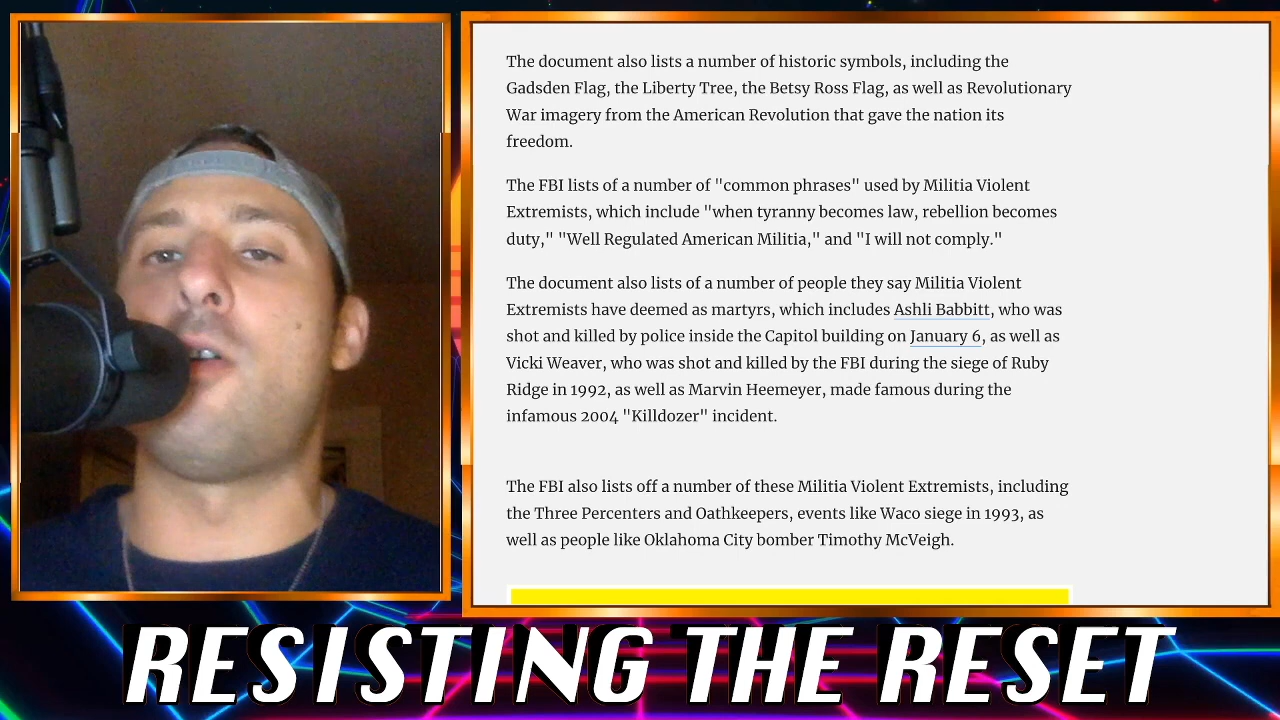 The document also lists a number of historic symbols, including the
Gadsden Flag, the Liberty Tree, the Betsy Ross Flag, as well as Revolutionary
War imagery from the American Revolution that gave the nation its
freedom.
The FBI lists of a number of "common phrases" used by Militia Violent
Extremists, which include "when tyranny becomes law, rebellion becomes
duty," "Well Regulated American Militia," and "I will not comply."
The document also lists of a number of people they say Militia Violent
Extremists have deemed as martyrs, which includes Ashli Babbitt, who was
shot and killed by police inside the Capitol building on January 6, as well as
Vicki Weaver, who was shot and killed by the FBI during the siege of Ruby
Ridge in 1992, as well as Marvin Heemeyer, made famous during the
infamous 2004 "Killdozer" incident.
The FBI also lists off a number of these Militia Violent Extremists, including
the Three Percenters and Oathkeepers, events like Waco siege in 1993, as
well as people like Oklahoma City bomber Timothy McVeigh.
RESISTING THE RESET